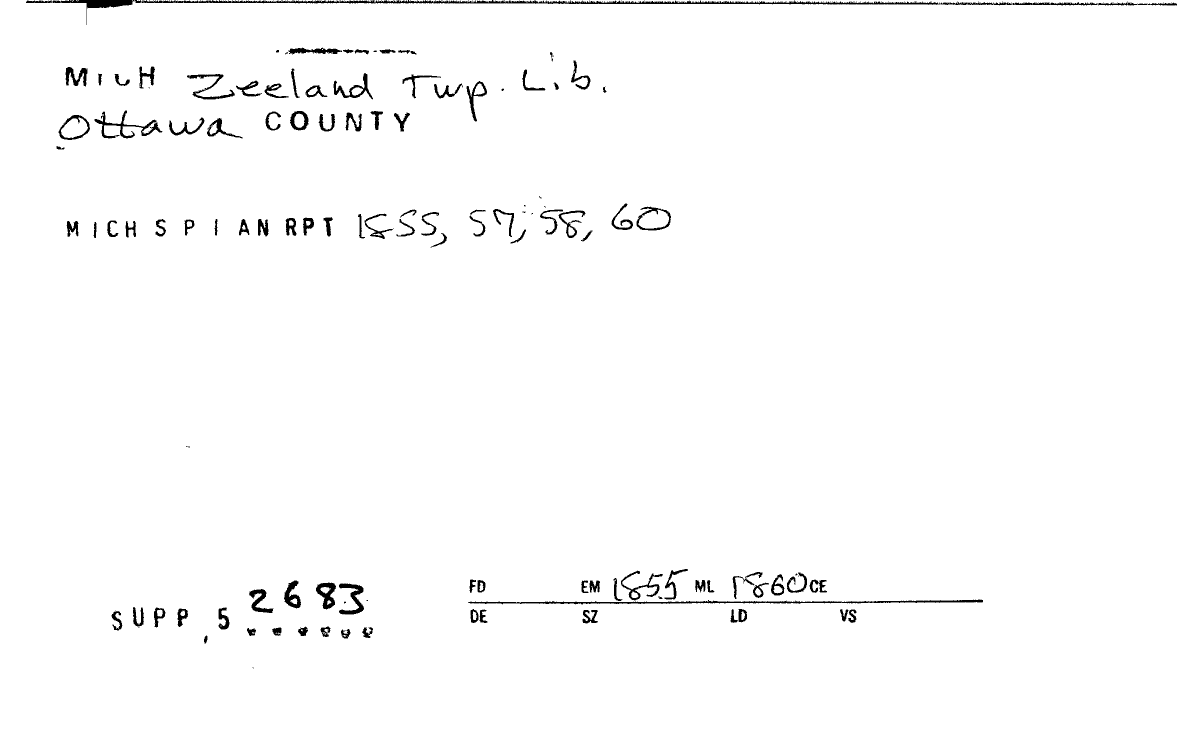 MICH Zeeland Twp. Lib.
Ottawa COUNTY
MICH S P I AN RPT 1855, 57, 58, 60
SUPP, 5 2683
FD EM 1855 ML 1860 CE
DE SZ LD VS